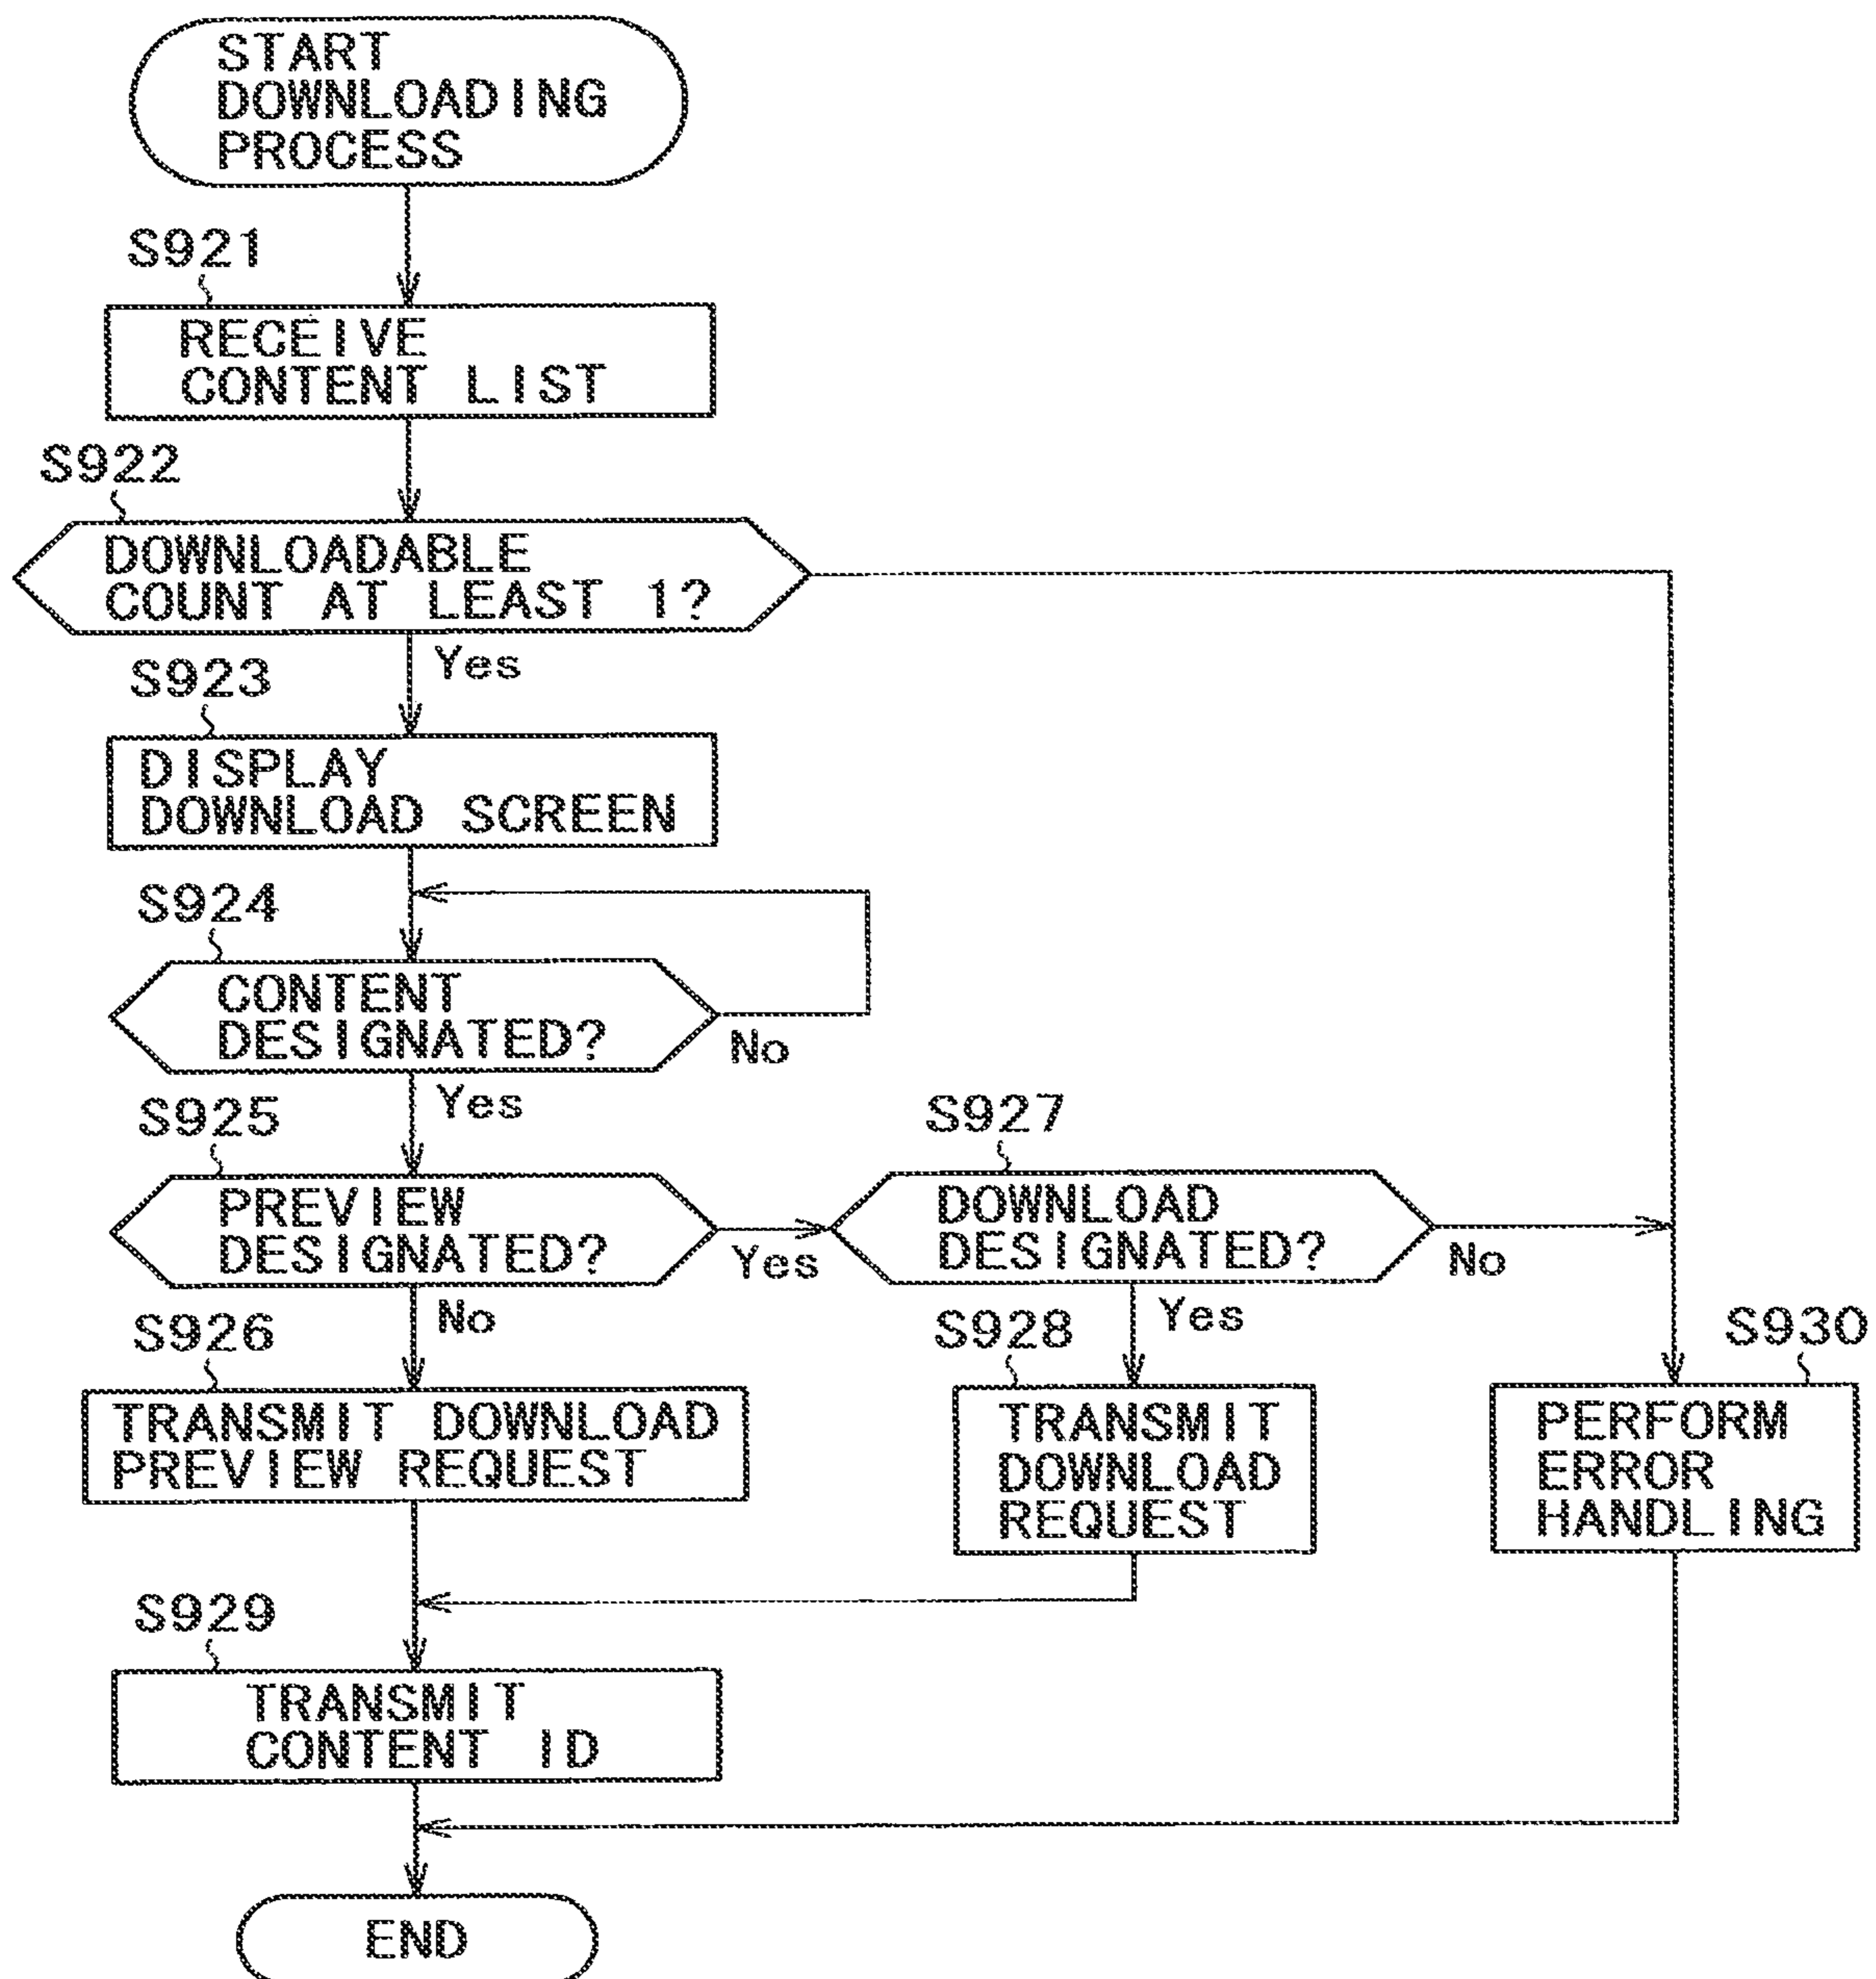 START
DOWNLOADING
PROCESS
S921
RECEIVE
CONTENT LIST
S922
DOWNLOADABLE
COUNT AT LEAST 1?
Yes
S923
DISPLAY
DOWNLOAD SCREEN
S924
CONTENT
DESIGNATED?
No
Yes
S925
PREVIEW
DESIGNATED?
Yes
No
S927
DOWNLOAD
DESIGNATED?
No
Yes
S926
TRANSMIT DOWNLOAD
PREVIEW REQUEST
S928
TRANSMIT
DOWNLOAD
REQUEST
S930
PERFORM
ERROR
HANDLING
S929
TRANSMIT
CONTENT ID
END